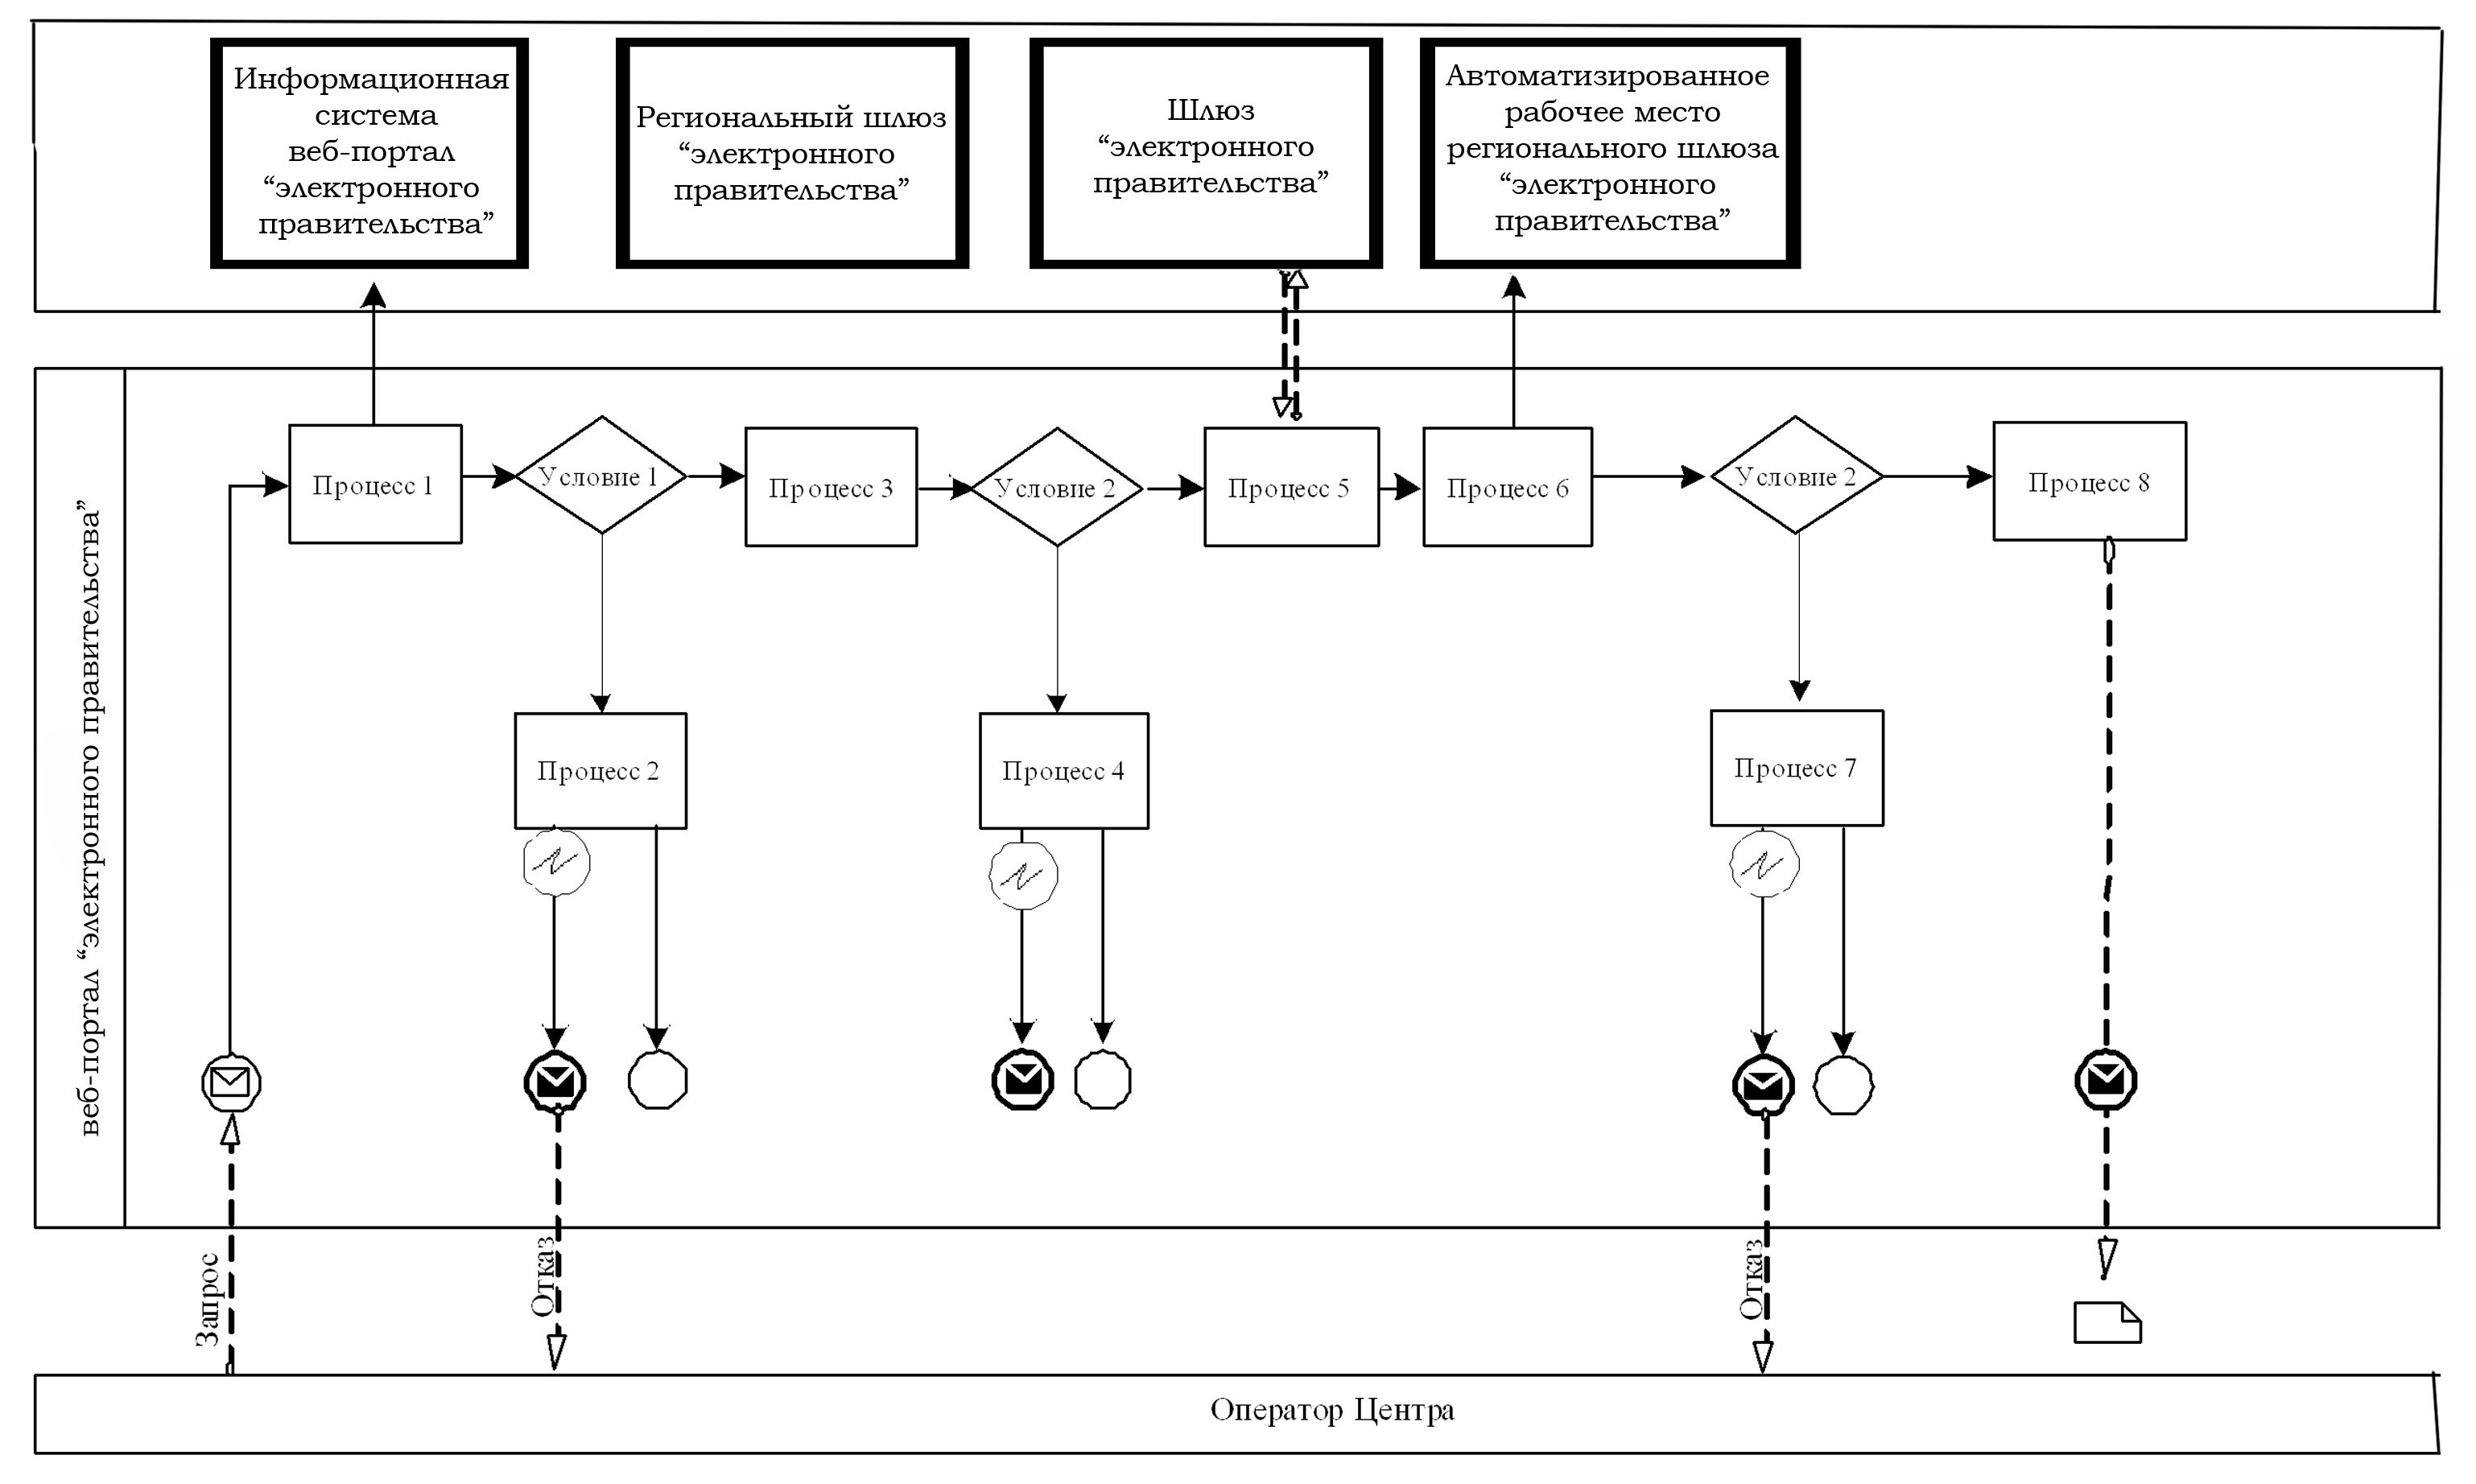 Информационная
система
веб-портал
“электронного
правительства”
Региональный шлюз
“электронного
правительства”
Шлюз
“электронного
правительства”
Автоматизированное
рабочее место
регионального шлюза
“электронного
правительства”
веб-портал “электронного правительства”
Процесс 1
Условие 1
Процесс 3
Условие 2
Процесс 5
Процесс 6
Условие 2
Процесс 8
Процесс 2
Процесс 4
Процесс 7
Запрос
Отказ
Отказ
Оператор Центра